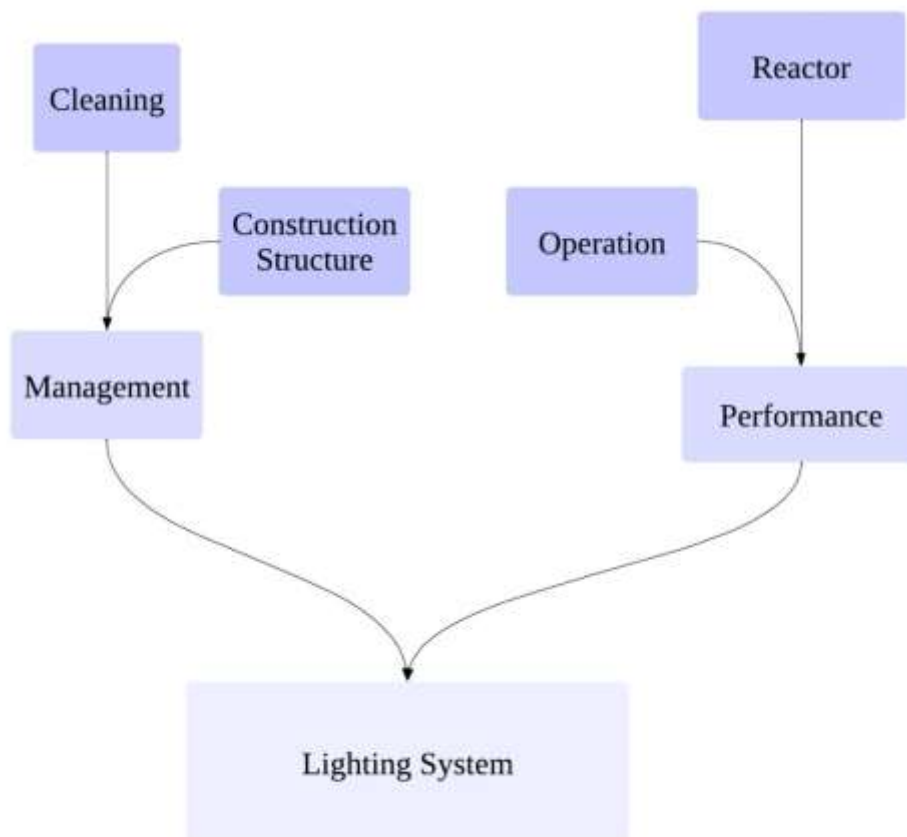 Cleaning
Reactor
Construction
Structure
Operation
Management
Performance
Lighting System